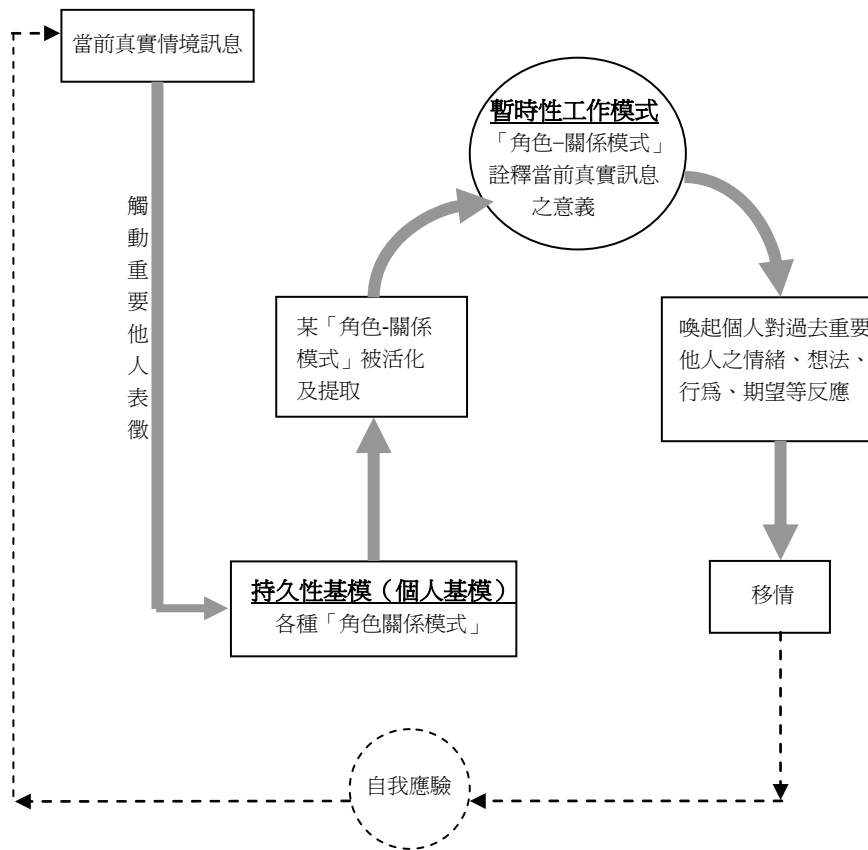 當前真實情境訊息
觸動重要他人表徵
暫時性工作模式
「角色–關係模式」
詮釋當前真實訊息
之意義
某「角色-關係
模式」被活化
及提取
喚起個人對過去重要
他人之情緒、想法、
行爲、期望等反應
持久性基模（個人基模）
各種「角色關係模式」
移情
自我應驗